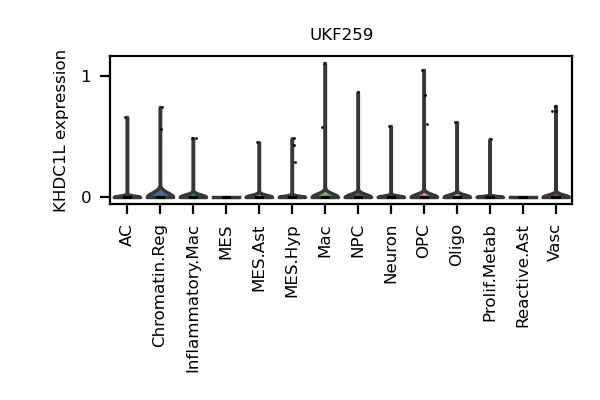 UKF259
KHDC1L expression
1
0
AC
Chromatin.Reg
Inflammatory.Mac
MES
MES.Ast
MES.Hyp
Mac
NPC
Neuron
OPC
Oligo
Prolif.Metab
Reactive.Ast
Vasc